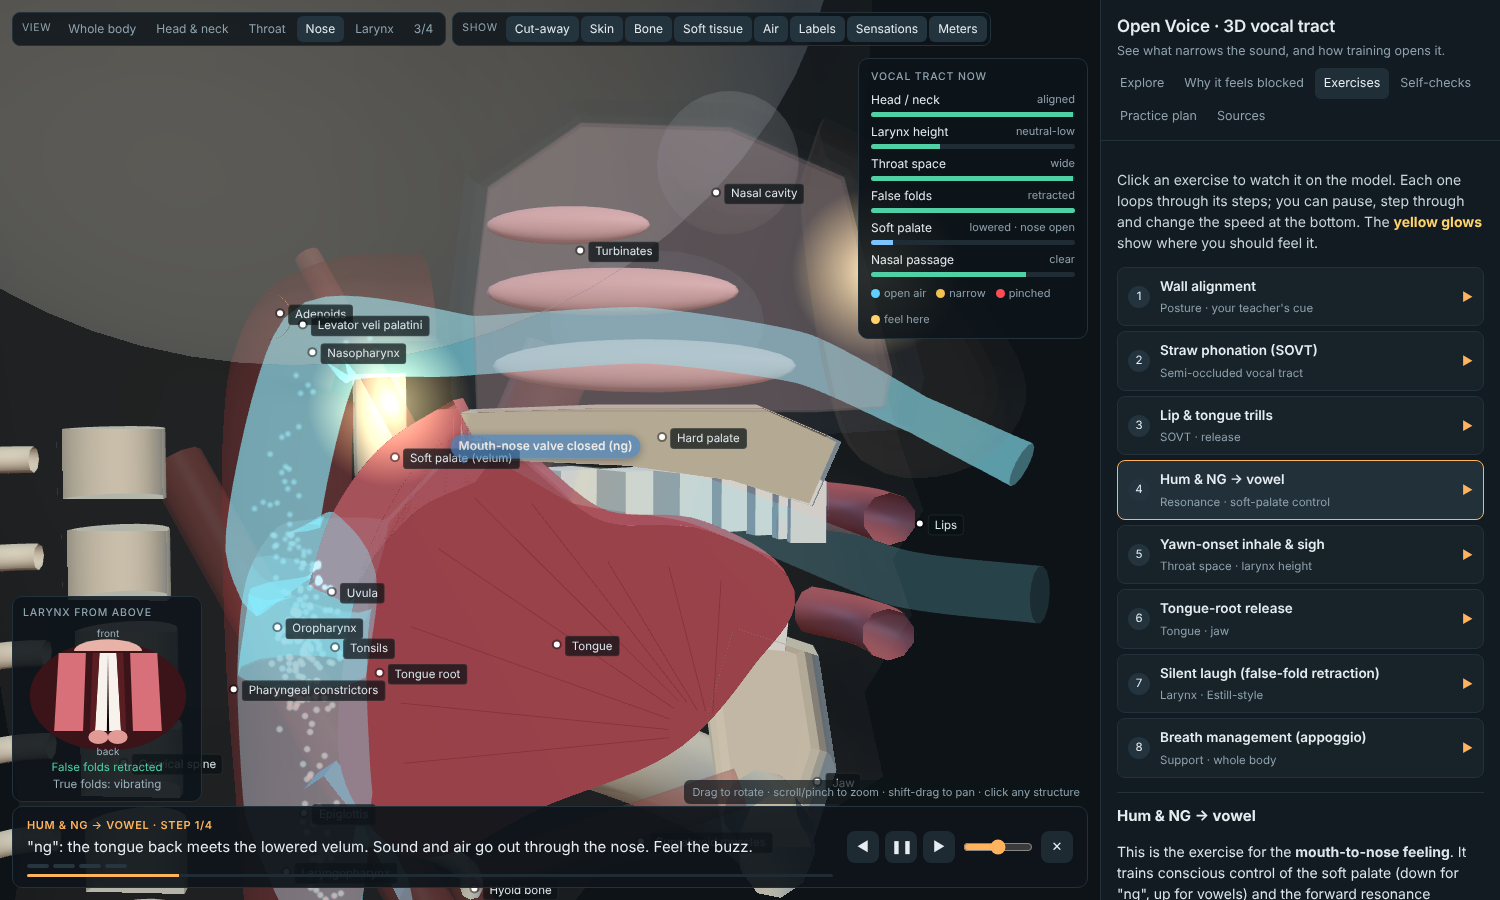 VIEW Whole body Head & neck Throat Nose Larynx 3/4
SHOW Cut-away Skin Bone Soft tissue Air Labels Sensations Meters
VOCAL TRACT NOW
Head / neck aligned
Larynx height neutral-low
Throat space wide
False folds retracted
Soft palate lowered · nose open
Nasal passage clear
open air narrow pinched
feel here
Nasal cavity
Turbinates
Adenoids
Levator veli palatini
Nasopharynx
Mouth-nose valve closed (ng)
Hard palate
Soft palate (velum)
Lips
Uvula
Oropharynx
Tonsils
Tongue
Tongue root
Pharyngeal constrictors
LARYNX FROM ABOVE
front
back
False folds retracted
True folds: vibrating
Cervical spine
Jaw
Drag to rotate · scroll/pinch to zoom · shift-drag to pan · click any structure
Epiglottis
HUM & NG → VOWEL · STEP 1/4
"ng": the tongue back meets the lowered velum. Sound and air go out through the nose. Feel the buzz.
Laryngopharynx
Hyoid bone
Open Voice · 3D vocal tract
See what narrows the sound, and how training opens it.
Explore Why it feels blocked Exercises Self-checks
Practice plan Sources
Click an exercise to watch it on the model. Each one
loops through its steps; you can pause, step through
and change the speed at the bottom. The yellow glows
show where you should feel it.
1 Wall alignment
Posture · your teacher's cue
2 Straw phonation (SOVT)
Semi-occluded vocal tract
3 Lip & tongue trills
SOVT · release
4 Hum & NG → vowel
Resonance · soft-palate control
5 Yawn-onset inhale & sigh
Throat space · larynx height
6 Tongue-root release
Tongue · jaw
7 Silent laugh (false-fold retraction)
Larynx · Estill-style
8 Breath management (appoggio)
Support · whole body
Hum & NG → vowel
This is the exercise for the mouth-to-nose feeling. It
trains conscious control of the soft palate (down for
"ng", up for vowels) and the forward resonance